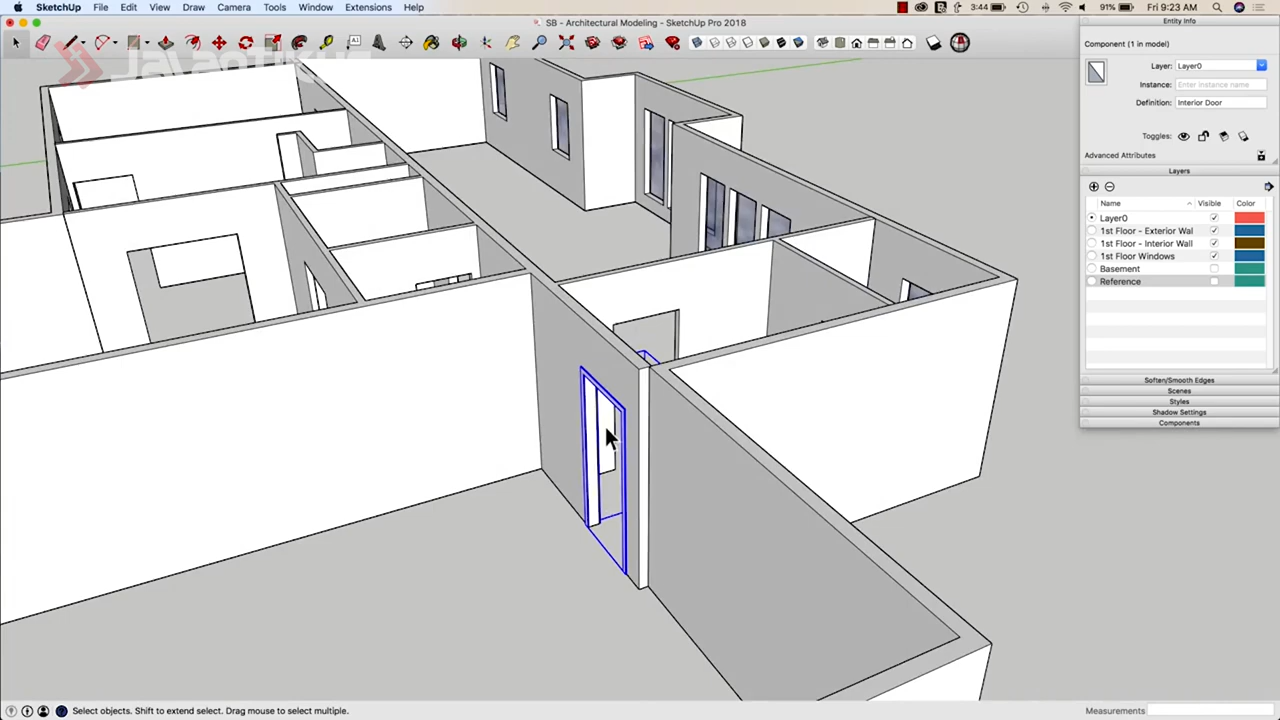 SketchUp File Edit View Draw Camera Tools Window Extensions Help 3:44 91% Fri 9:23 AM
SB - Architectural Modeling - SketchUp Pro 2018
Entity Info
Component (1 in model)
Layer: Layer0
Instance: Enter instance name
Definition: Interior Door
Toggles:
Advanced Attributes
Layers
Name Visible Color
Layer0
1st Floor - Exterior Wal
1st Floor - Interior Wall
1st Floor Windows
Basement
Reference
Soften/Smooth Edges
Scenes
Styles
Shadow Settings
Components
Select objects. Shift to extend select. Drag mouse to select multiple.
Measurements